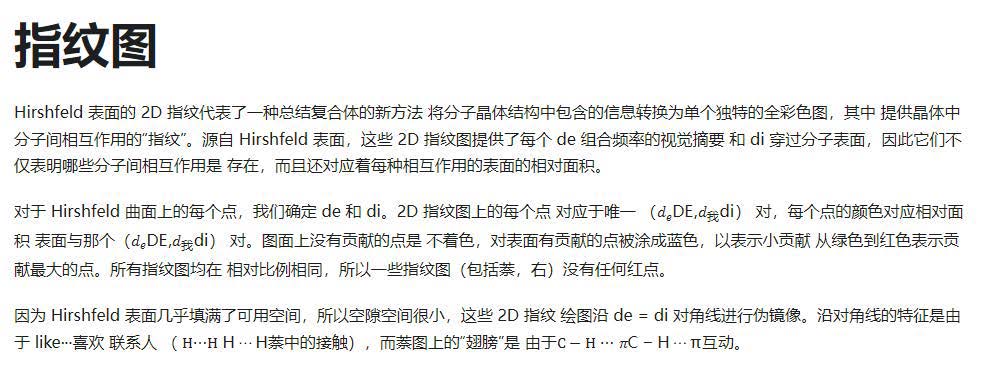 指纹图
Hirshfeld 表面的 2D 指纹代表了一种总结复合体的新方法 将分子晶体结构中包含的信息转换为单个独特的全彩色图，其中 提供晶体中
分子间相互作用的“指纹”。源自 Hirshfeld 表面，这些 2D 指纹图提供了每个 de 组合频率的视觉摘要 和 di 穿过分子表面，因此它们不
仅表明哪些分子间相互作用是 存在，而且还对应着每种相互作用的表面的相对面积。
对于 Hirshfeld 曲面上的每个点，我们确定 de 和 di。2D 指纹图上的每个点 对应于唯一 （dₑDE,d我di） 对，每个点的颜色对应相对面
积 表面与那个（dₑDE,d我di） 对。图面上没有贡献的点是 不着色，对表面有贡献的点被涂成蓝色，以表示小贡献 从绿色到红色表示贡
献最大的点。所有指纹图均在 相对比例相同，所以一些指纹图（包括萘，右）没有任何红点。
因为 Hirshfeld 表面几乎填满了可用空间，所以空隙空间很小，这些 2D 指纹 绘图沿 de = di 对角线进行伪镜像。沿对角线的特征是由
于 like···喜欢 联系人 （ H···H H ··· H萘中的接触），而萘图上的“翅膀”是 由于C − H ··· πC − H ··· π互动。